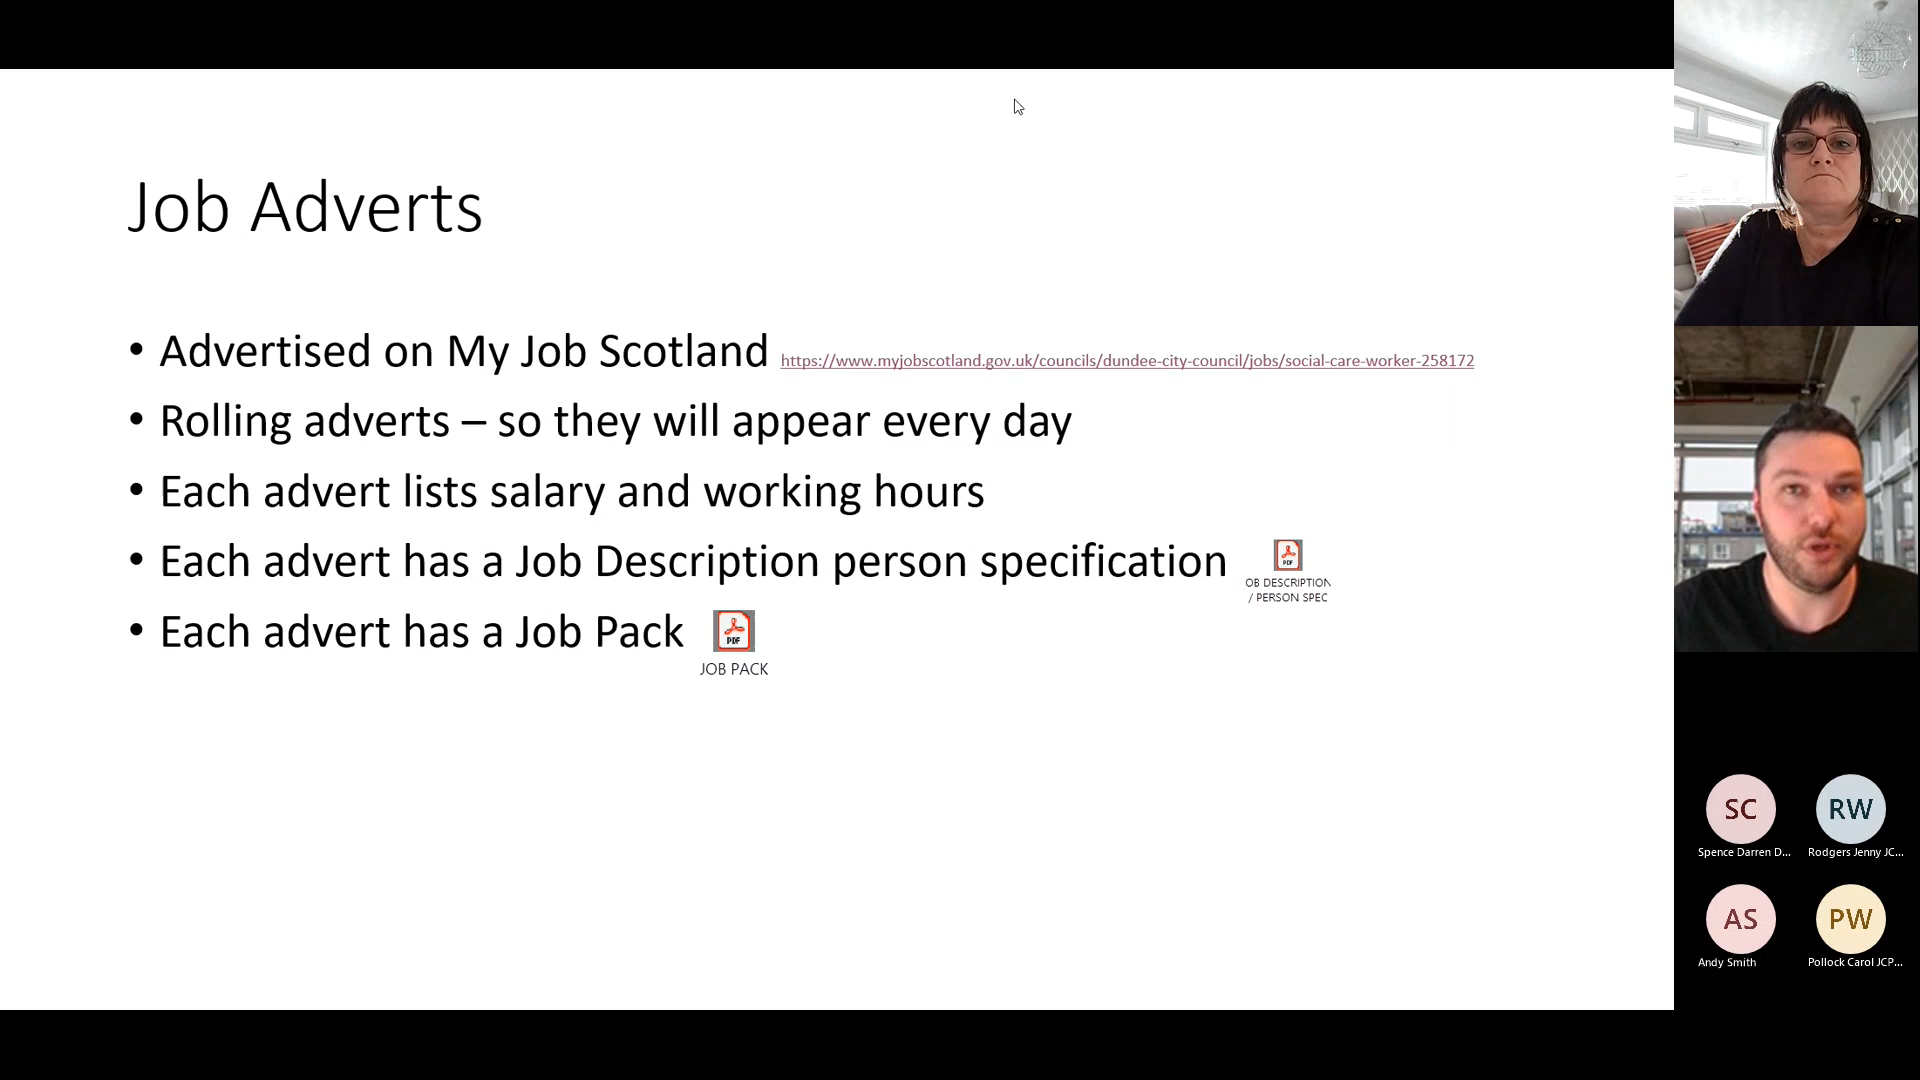 Job Adverts
• Advertised on My Job Scotland https://www.myjobscotland.gov.uk/councils/dundee-city-council/jobs/social-care-worker-258172
• Rolling adverts – so they will appear every day
• Each advert lists salary and working hours
• Each advert has a Job Description person specification
PDF
OB DESCRIPTION
/ PERSON SPEC
• Each advert has a Job Pack
PDF
JOB PACK
SC
RW
Spence Darren D...
Rodgers Jenny JC...
AS
PW
Andy Smith
Pollock Carol JCP...